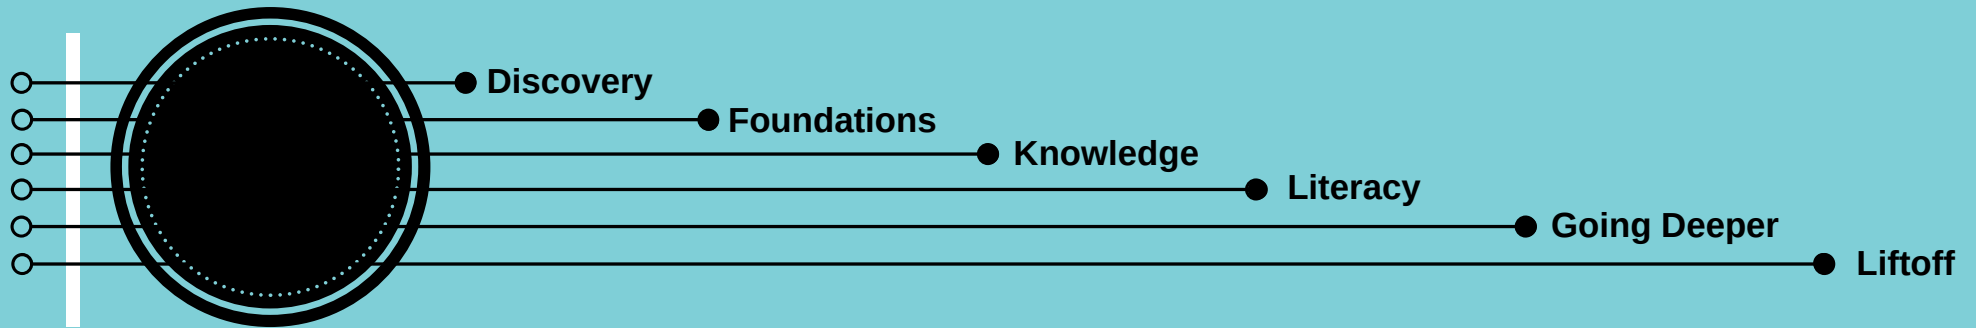 Discovery
Foundations
Knowledge
Literacy
Going Deeper
Liftoff